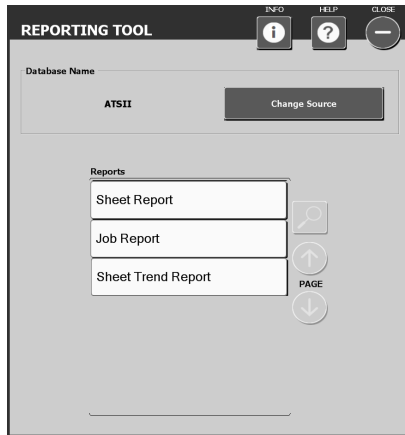 INFO HELP CLOSE
REPORTING TOOL
Database Name
ATSII Change Source
Reports
Sheet Report
Job Report
Sheet Trend Report
PAGE